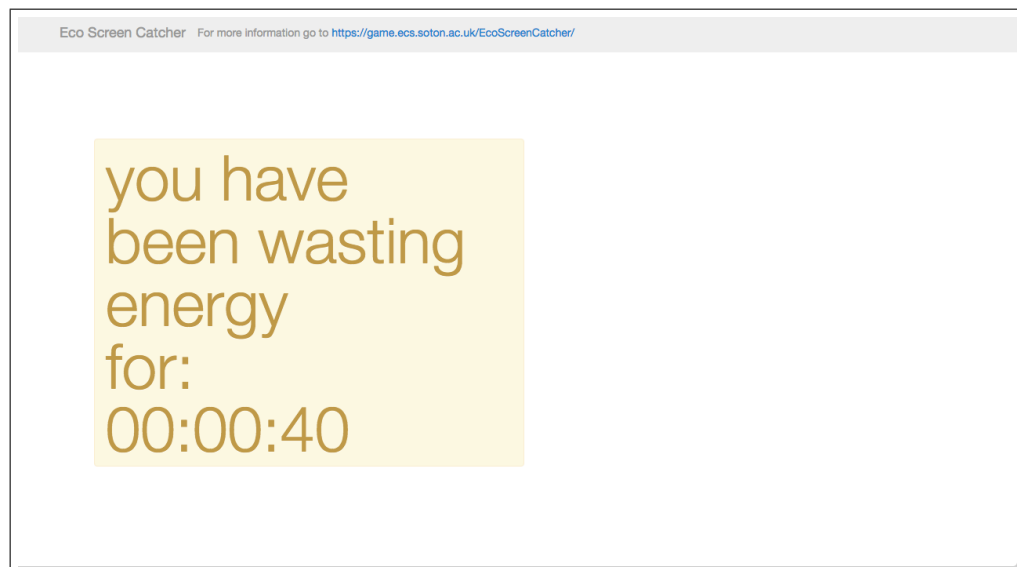 Eco Screen Catcher For more information go to https://game.ecs.soton.ac.uk/EcoScreenCatcher/
you have
been wasting
energy
for:
00:00:40